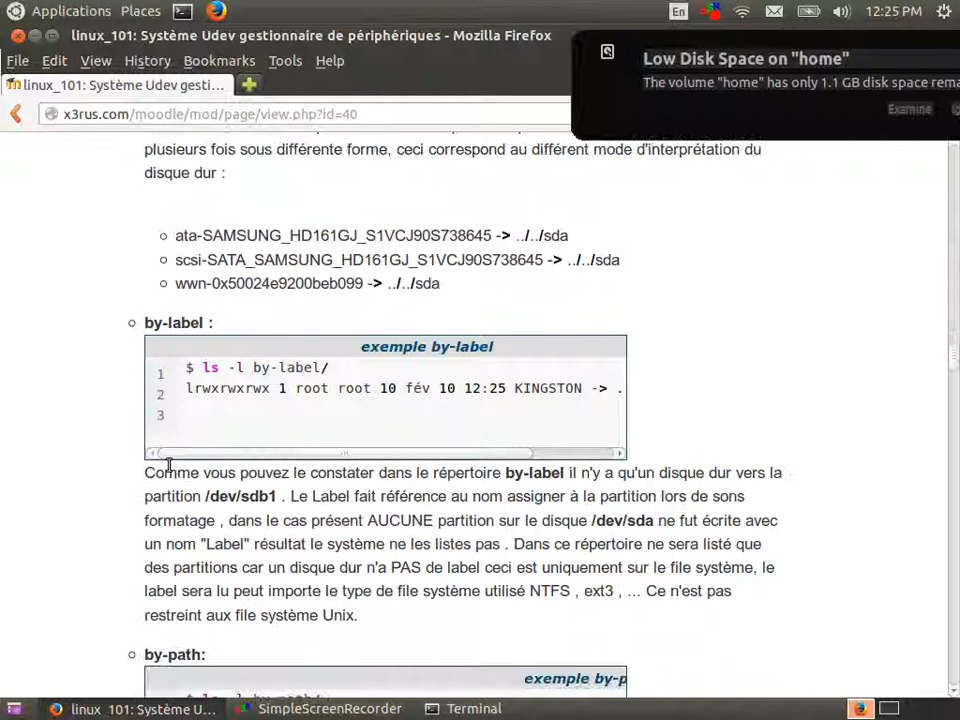 Applications Places En 12:25 PM
linux_101: Système Udev gestionnaire de périphériques - Mozilla Firefox
File Edit View History Bookmarks Tools Help
Low Disk Space on "home"
The volume "home" has only 1.1 GB disk space
Examine
linux_101: Système Udev gesti...
x3rus.com/moodle/mod/page/view.php?id=40
plusieurs fois sous différente forme, ceci correspond au différent mode d'interprétation du
disque dur :
ata-SAMSUNG_HD161GJ_S1VCJ90S738645 -> ../../sda
scsi-SATA_SAMSUNG_HD161GJ_S1VCJ90S738645 -> ../../sda
wwn-0x50024e9200beb099 -> ../../sda
by-label :
exemple by-label
1 $ ls -l by-label/
2 lrwxrwxrwx 1 root root 10 fév 10 12:25 KINGSTON -> .
3
Comme vous pouvez le constater dans le répertoire by-label il n'y a qu'un disque dur vers la
partition /dev/sdb1 . Le Label fait référence au nom assigner à la partition lors de sons
formatage , dans le cas présent AUCUNE partition sur le disque /dev/sda ne fut écrite avec
un nom "Label" résultat le système ne les listes pas . Dans ce répertoire ne sera listé que
des partitions car un disque dur n'a PAS de label ceci est uniquement sur le file système, le
label sera lu peut importe le type de file système utilisé NTFS , ext3 , ... Ce n'est pas
restreint aux file système Unix.
by-path:
exemple by-p
$ ls -l by-path/
linux_101: Système U... SimpleScreenRecorder Terminal